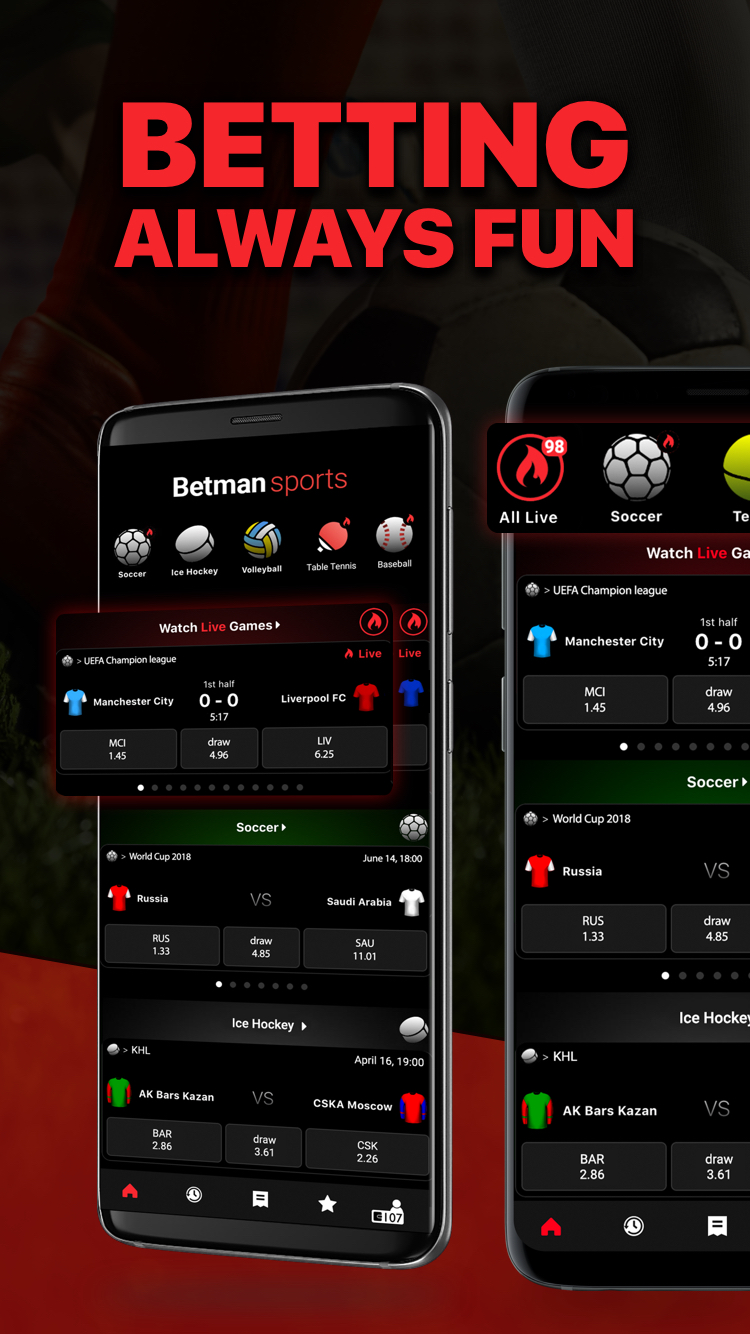 BETTING
ALWAYS FUN
Betman sports
Soccer
Ice Hockey
Volleyball
Table Tennis
Baseball
Watch Live Games
> UEFA Champion league
Live
Live
Manchester City
1st half
0 - 0
5:17
Liverpool FC
MCI
1.45
draw
4.96
LIV
6.25
Soccer
> World Cup 2018
June 14, 18:00
Russia
VS
Saudi Arabia
RUS
1.33
draw
4.85
SAU
11.01
Ice Hockey
> KHL
April 16, 19:00
AK Bars Kazan
VS
CSKA Moscow
BAR
2.86
draw
3.61
CSK
2.26
107
98
All Live
Soccer
Te
Watch Live Ga
> UEFA Champion league
Manchester City
1st half
0 - 0
5:17
MCI
1.45
draw
4.96
Soccer
> World Cup 2018
Russia
VS
RUS
1.33
draw
4.85
Ice Hockey
> KHL
AK Bars Kazan
VS
BAR
2.86
draw
3.61